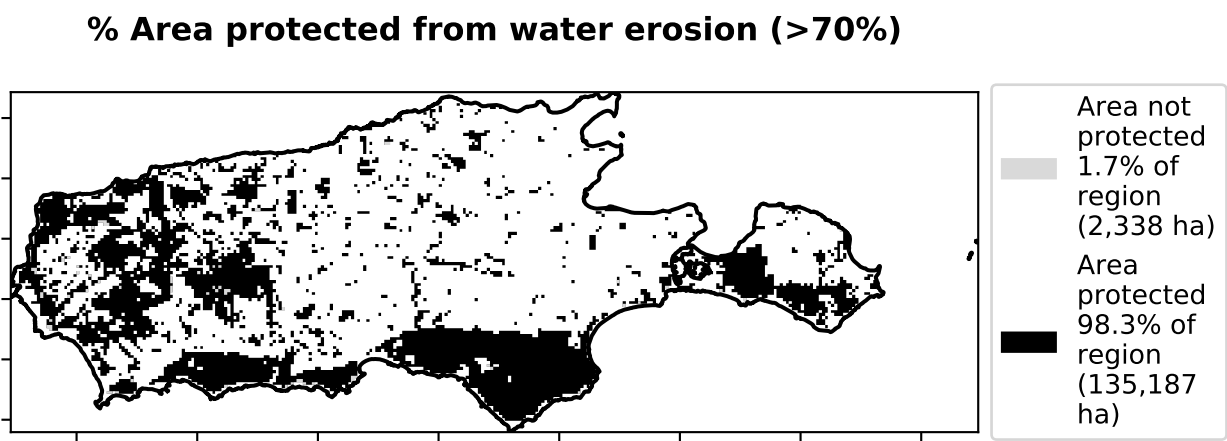 % Area protected from water erosion (>70%)
Area not
protected
1.7% of
region
(2,338 ha)
Area
protected
98.3% of
region
(135,187
ha)